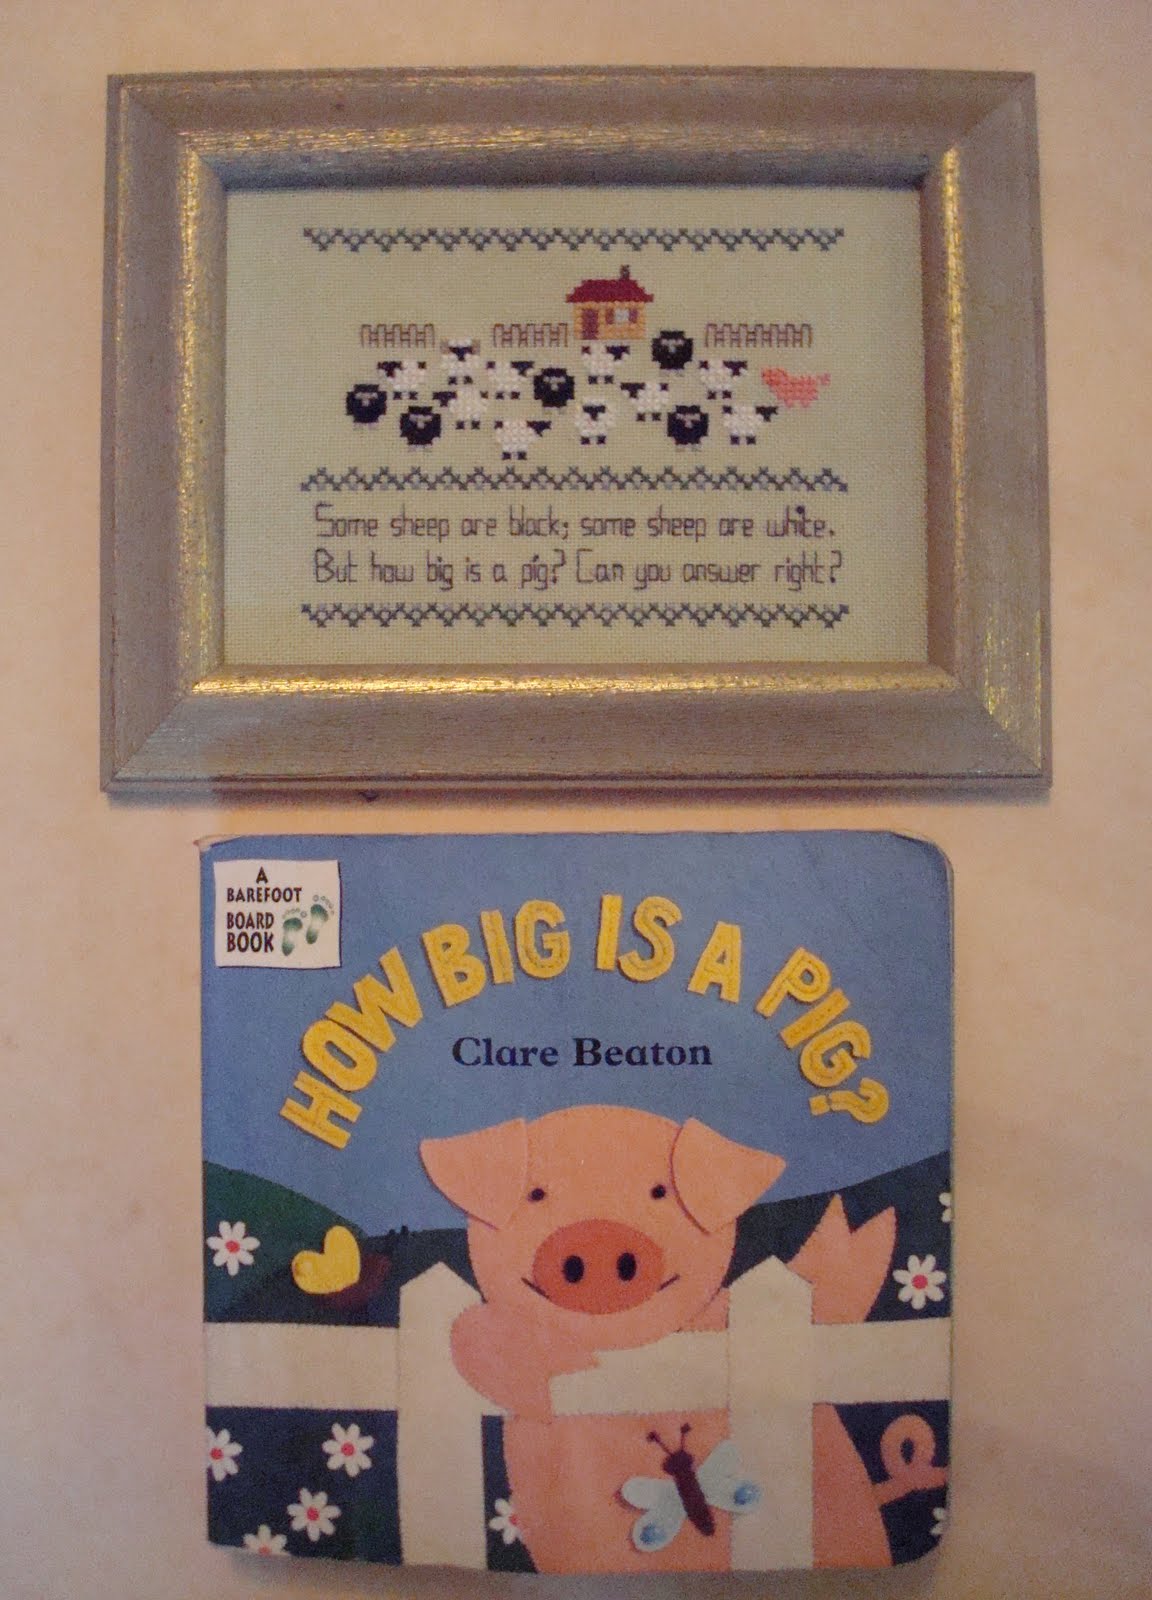 Some sheep are black; some sheep are white.
But how big is a pig? Can you answer right?
A
BAREFOOT
BOARD
BOOK
HOW BIG IS A PIG?
Clare Beaton